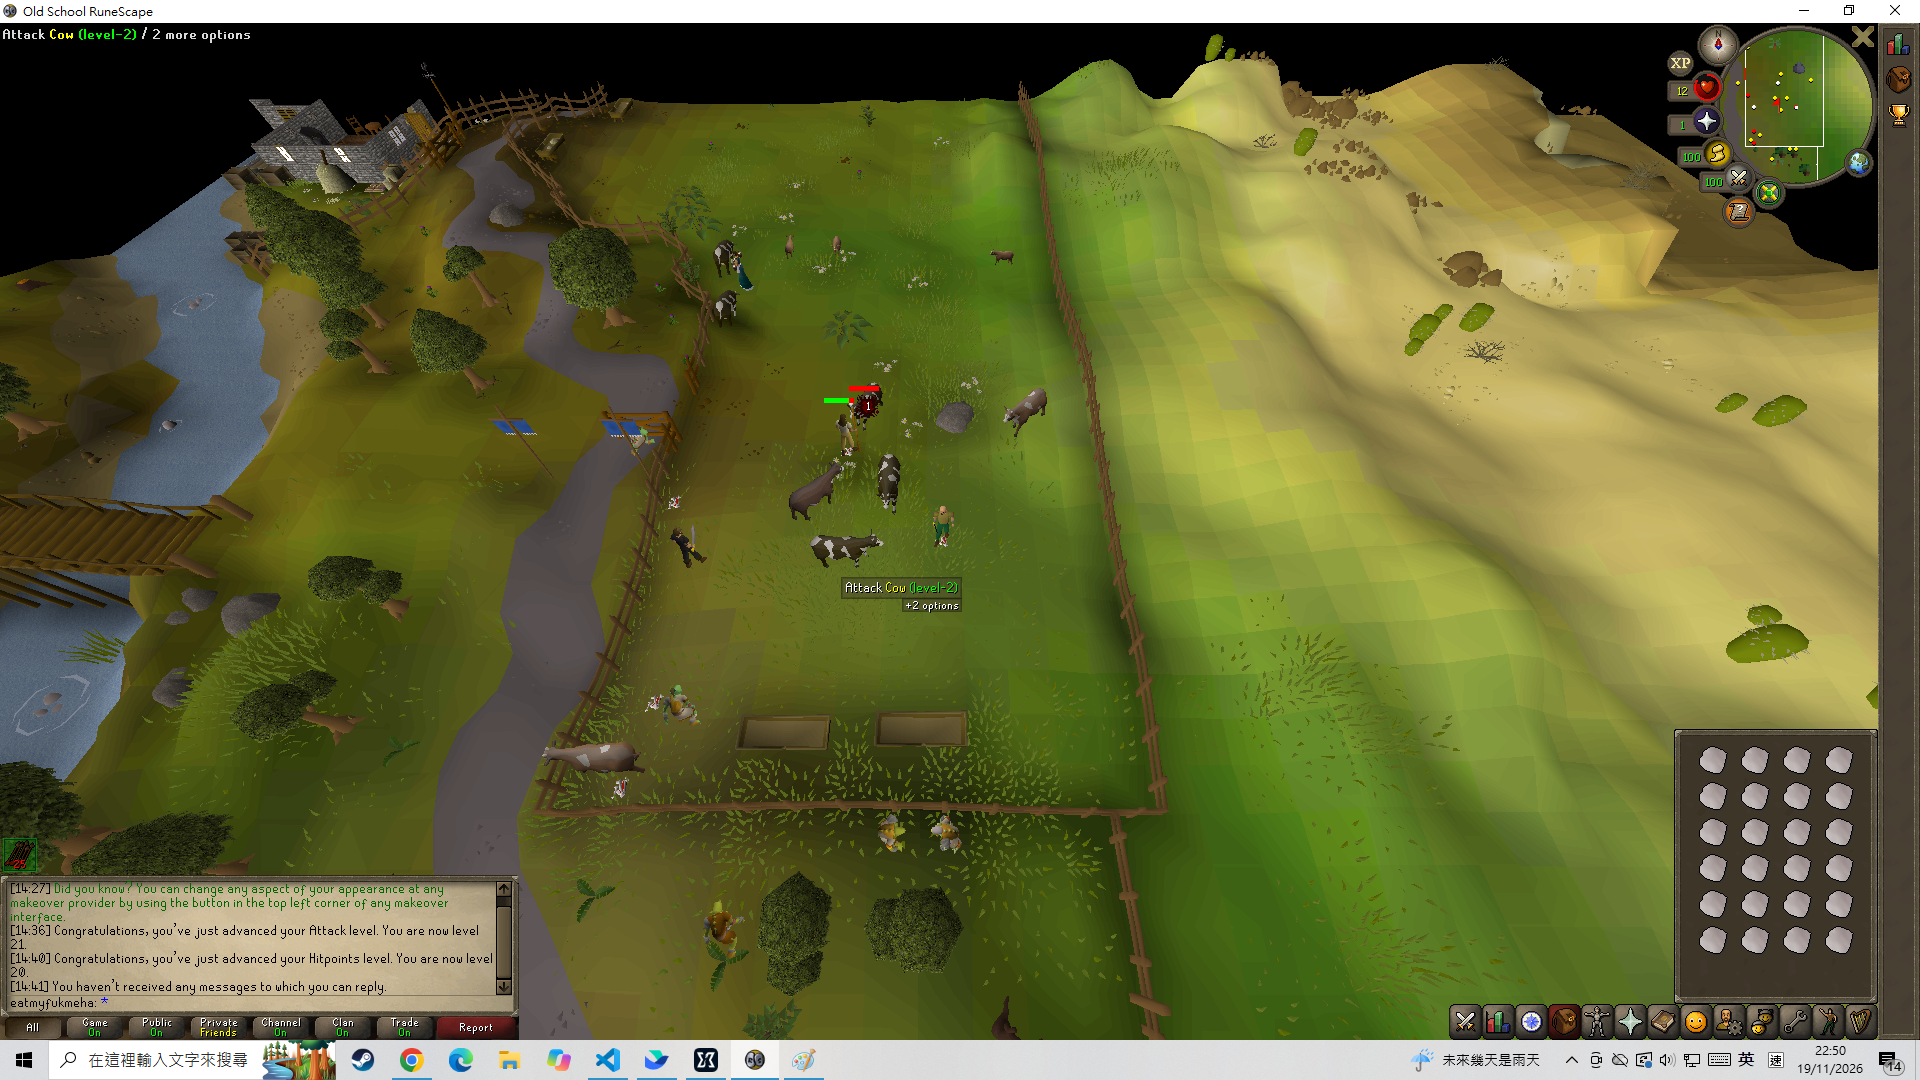 Old School RuneScape
Attack Cow (level-2) / 2 more options
N
XP
12
1
100
100
1
Attack Cow (level-2)
+2 options
25
[14:27] Did you know? You can change any aspect of your appearance at any
makeover provider by using the button in the top left corner of any makeover
interface.
[14:36] Congratulations, you've just advanced your Attack level. You are now level
21.
[14:40] Congratulations, you've just advanced your Hitpoints level. You are now level
20.
[14:41] You haven't received any messages to which you can reply.
eatmyfukmeha: *
All
Game
On
Public
On
Private
Friends
Channel
On
Clan
On
Trade
On
Report
在這裡輸入文字來搜尋
未來幾天是雨天
英
速
22:50
19/11/2026
14